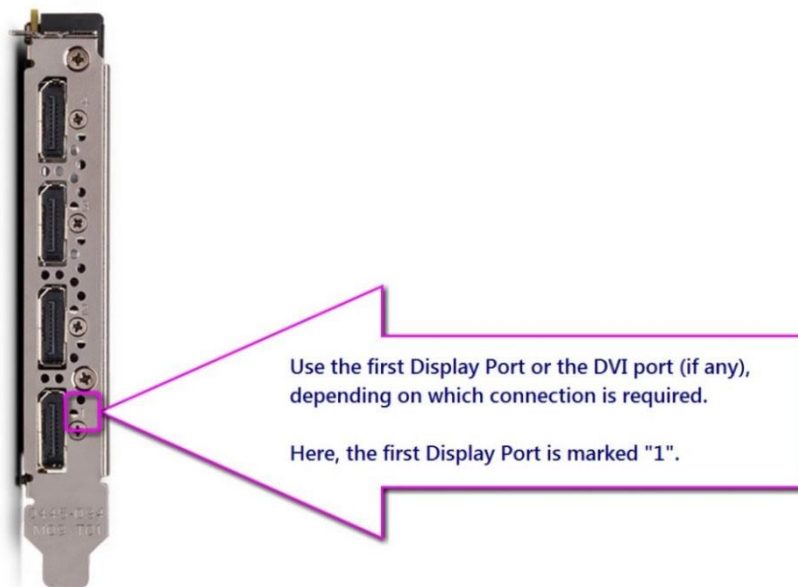 Use the first Display Port or the DVI port (if any),
depending on which connection is required.
Here, the first Display Port is marked "1".